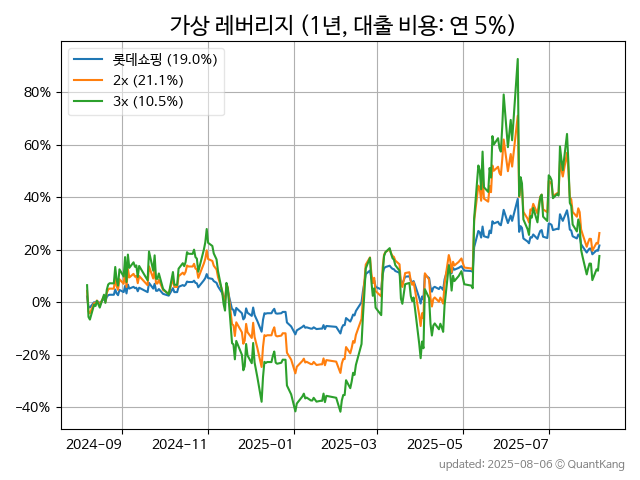 가상 레버리지 (1년, 대출 비용: 연 5%)
롯데쇼핑 (19.0%)
2x (21.1%)
3x (10.5%)
80%
60%
40%
20%
0%
−20%
−40%
2024-09 2024-11 2025-01 2025-03 2025-05 2025-07
updated: 2025-08-06 © QuantKang